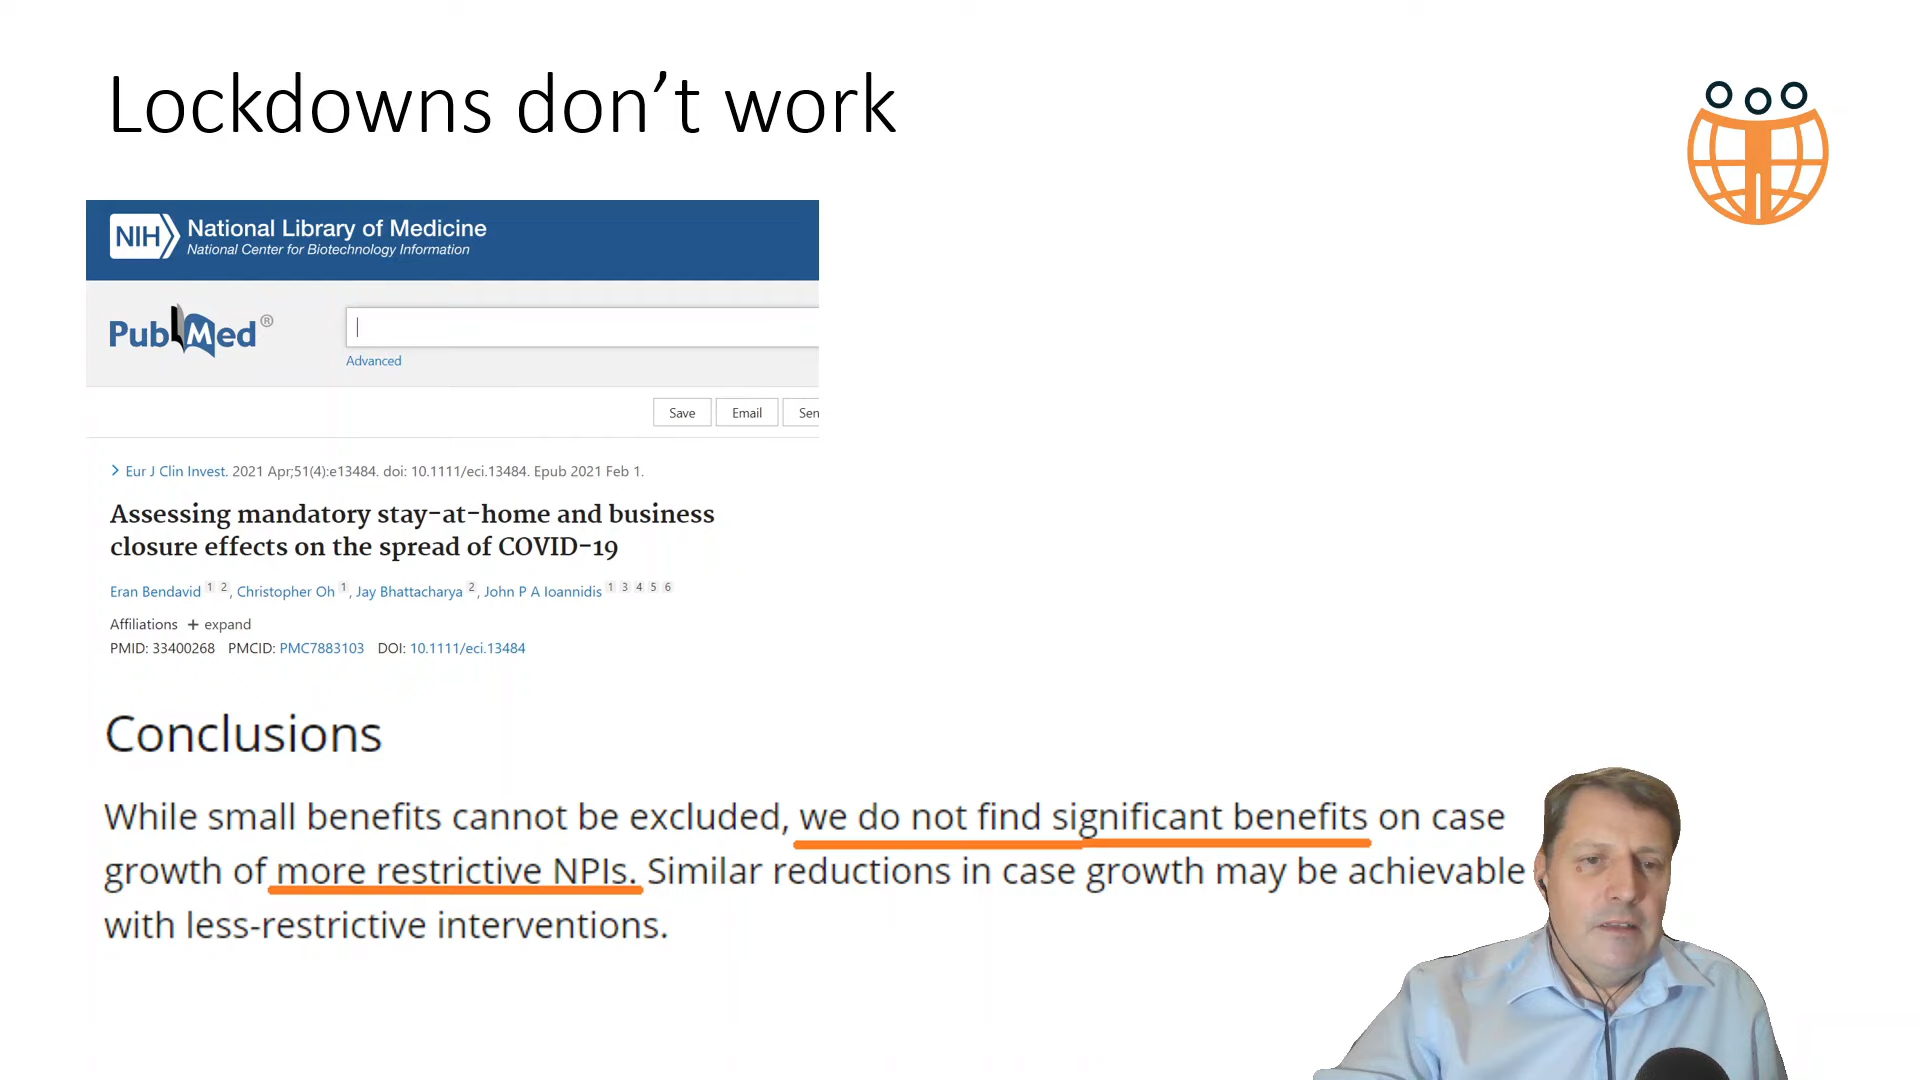 Lockdowns don’t work
NIH National Library of Medicine
National Center for Biotechnology Information
PubMed®
Advanced
Save Email Sen
Eur J Clin Invest. 2021 Apr;51(4):e13484. doi: 10.1111/eci.13484. Epub 2021 Feb 1.
Assessing mandatory stay-at-home and business
closure effects on the spread of COVID-19
Eran Bendavid 1 2, Christopher Oh 1, Jay Bhattacharya 2, John P A Ioannidis 1 3 4 5 6
Affiliations + expand
PMID: 33400268 PMCID: PMC7883103 DOI: 10.1111/eci.13484
Conclusions
While small benefits cannot be excluded, we do not find significant benefits on case
growth of more restrictive NPIs. Similar reductions in case growth may be achievable
with less-restrictive interventions.